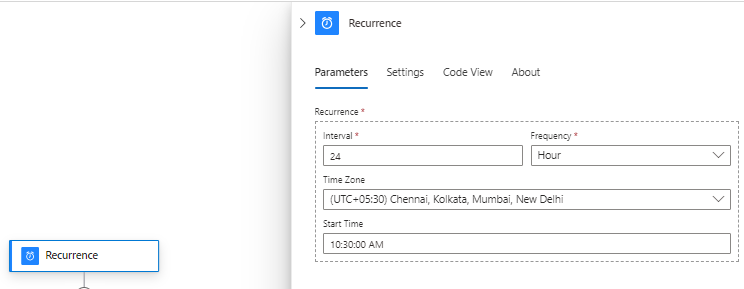 Recurrence
Parameters Settings Code View About
Recurrence *
Interval * Frequency *
24 Hour
Time Zone
(UTC+05:30) Chennai, Kolkata, Mumbai, New Delhi
Start Time
10:30:00 AM
Recurrence